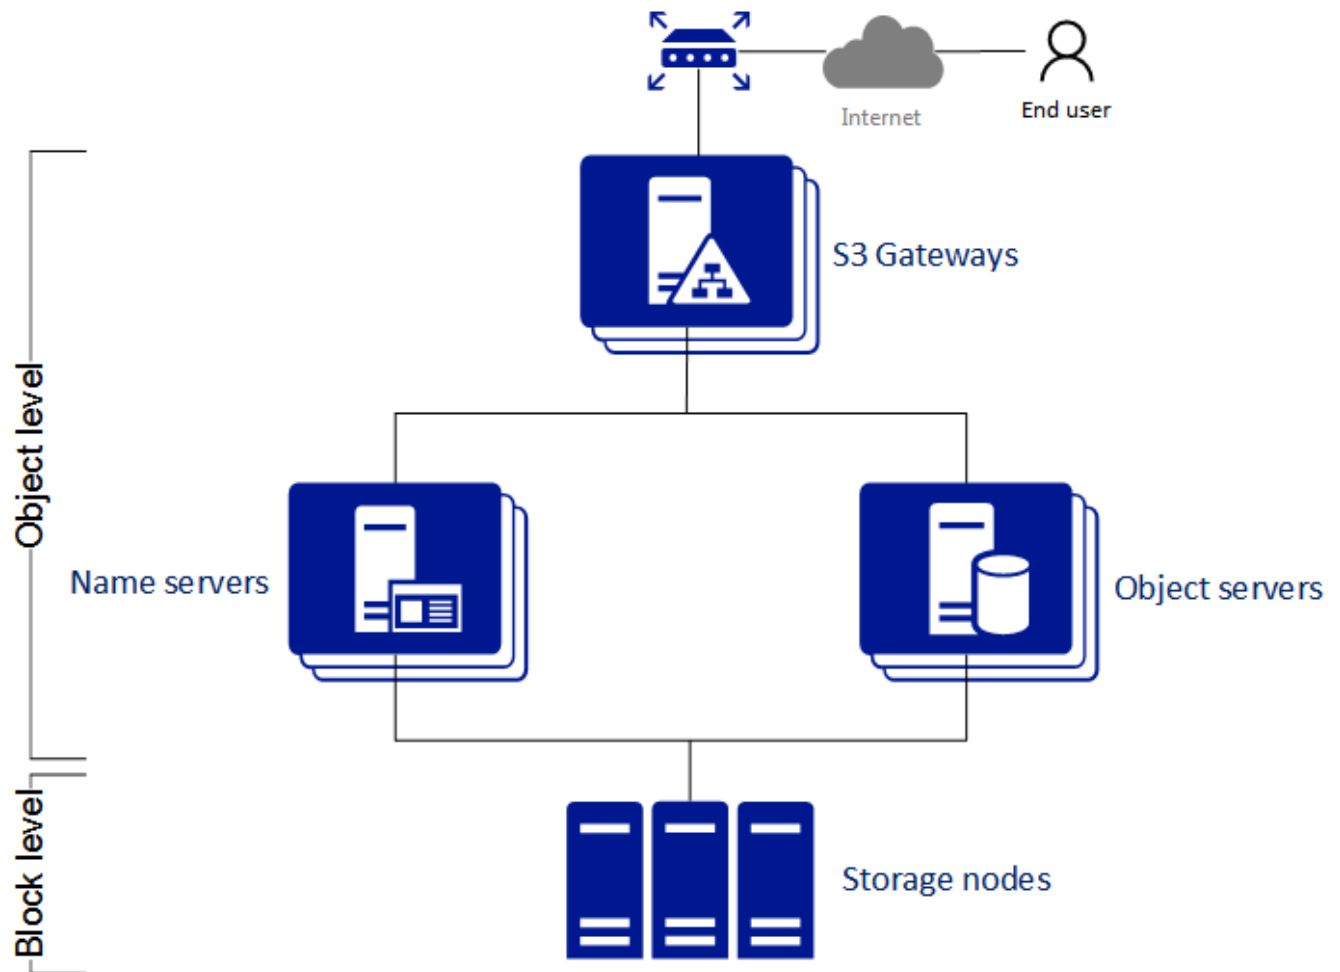 Internet
End user
S3 Gateways
Object level
Name servers
Object servers
Block level
Storage nodes